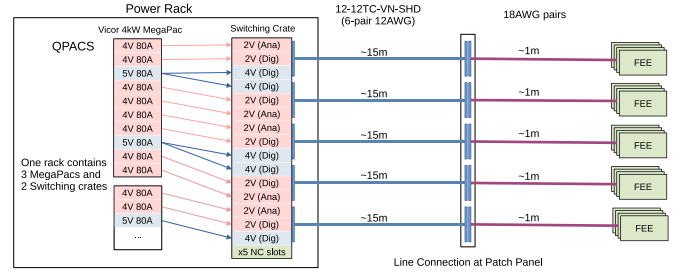 Power Rack
Vicor 4kW MegaPac
Switching Crate
12-12TC-VN-SHD
(6-pair 12AWG)
18AWG pairs
QPACS
4V 80A
4V 80A
5V 80A
4V 80A
4V 80A
4V 80A
4V 80A
5V 80A
4V 80A
4V 80A
4V 80A
4V 80A
5V 80A
...
One rack contains
3 MegaPacs and
2 Switching crates
2V (Ana)
2V (Dig)
4V (Dig)
4V (Dig)
2V (Dig)
2V (Ana)
2V (Ana)
2V (Dig)
4V (Dig)
4V (Dig)
2V (Dig)
2V (Ana)
2V (Ana)
2V (Dig)
4V (Dig)
x5 NC slots
~15m
~1m
FEE
~15m
~1m
FEE
~15m
~1m
FEE
~15m
~1m
FEE
~15m
~1m
FEE
Line Connection at Patch Panel